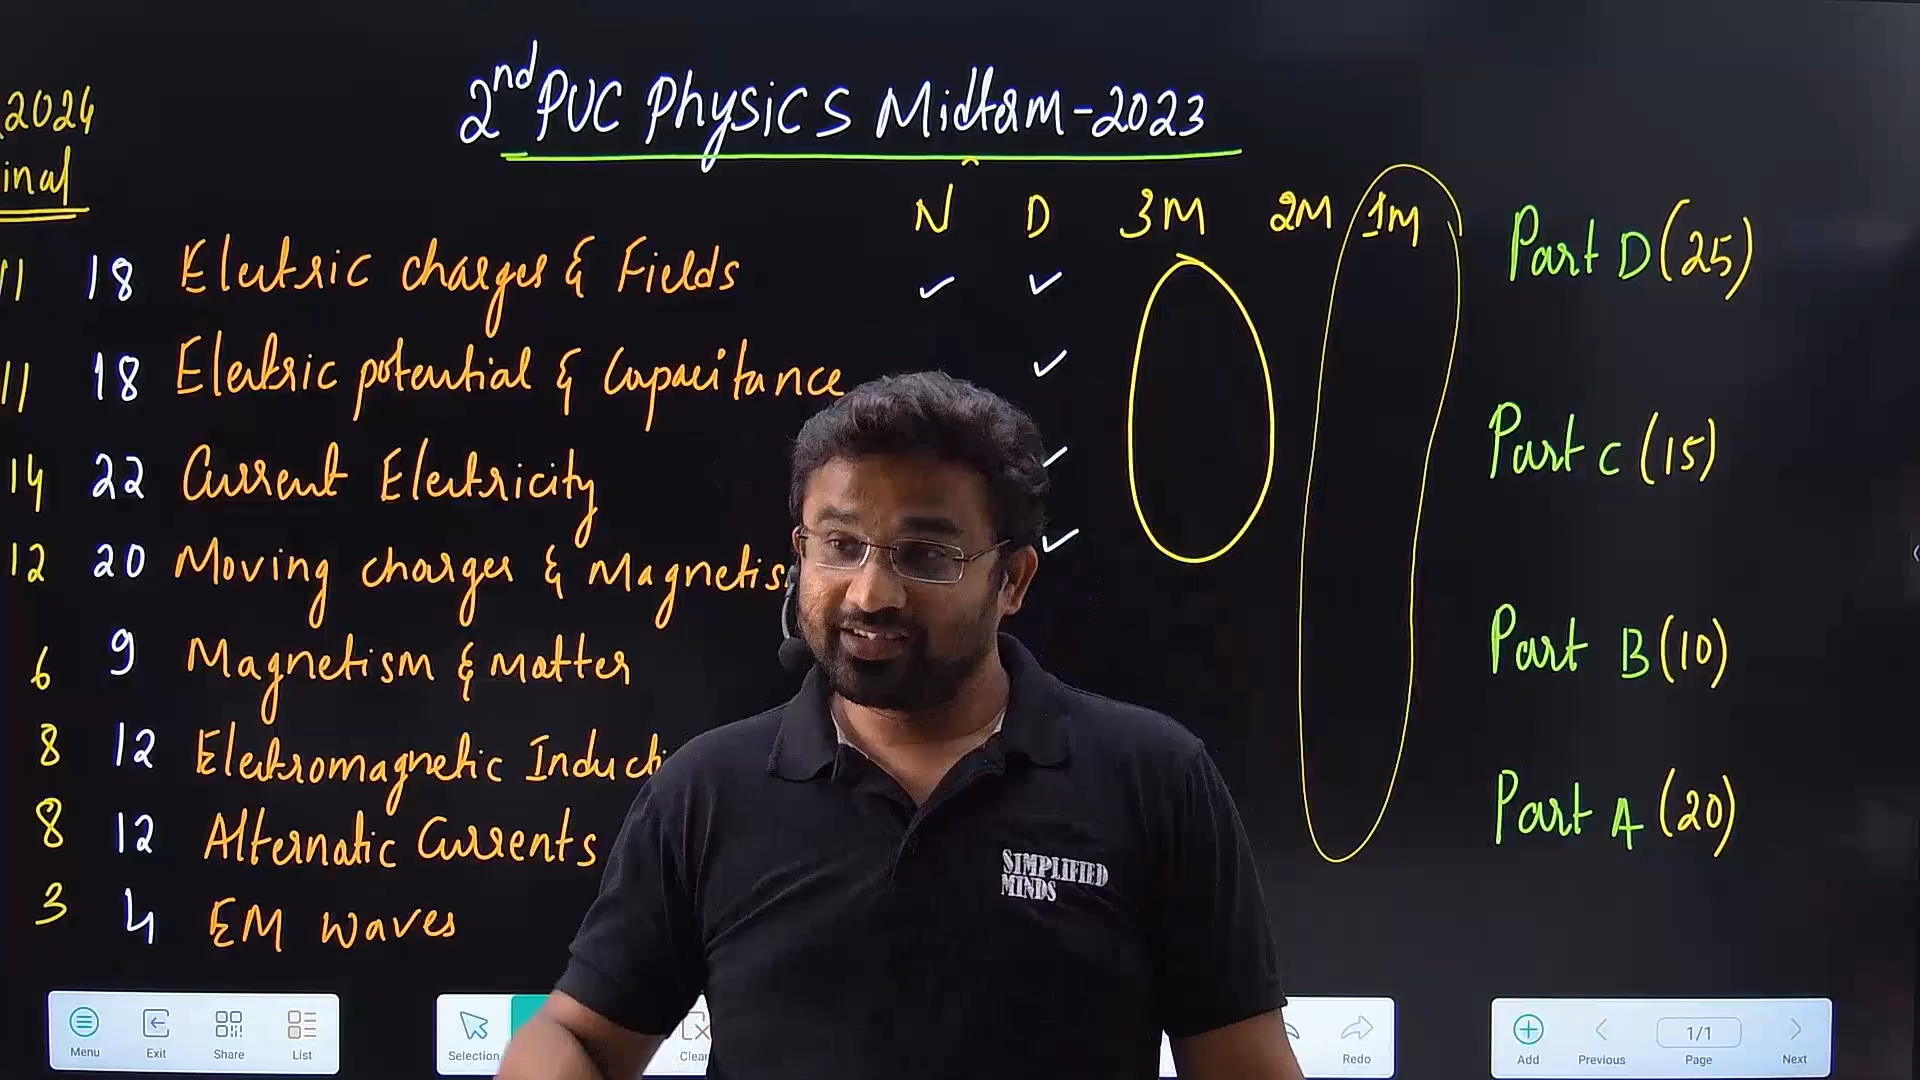 2nd PUC Physics Midterm-2023
2024
inal
N D 3M 2M 1M
11 18 Electric charges & Fields
11 18 Electric potential & Capacitance
14 22 Current Electricity
12 20 Moving charges & Magnetis
6 9 Magnetism & matter
8 12 Electromagnetic Inducti
8 12 Alternatic Currents
3 4 EM waves
Part D (25)
Part C (15)
Part B (10)
Part A (20)
SIMPLIFIED
MINDS
Menu Exit Share List
Selection Clear Redo
Add Previous 1/1 Page Next